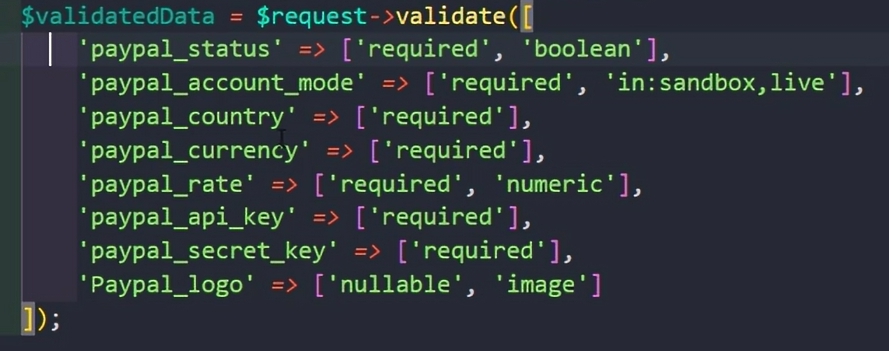 $validatedData = $request->validate([
'paypal_status' => ['required', 'boolean'],
'paypal_account_mode' => ['required', 'in:sandbox,live'],
'paypal_country' => ['required'],
'paypal_currency' => ['required'],
'paypal_rate' => ['required', 'numeric'],
'paypal_api_key' => ['required'],
'paypal_secret_key' => ['required'],
'Paypal_logo' => ['nullable', 'image']
]);